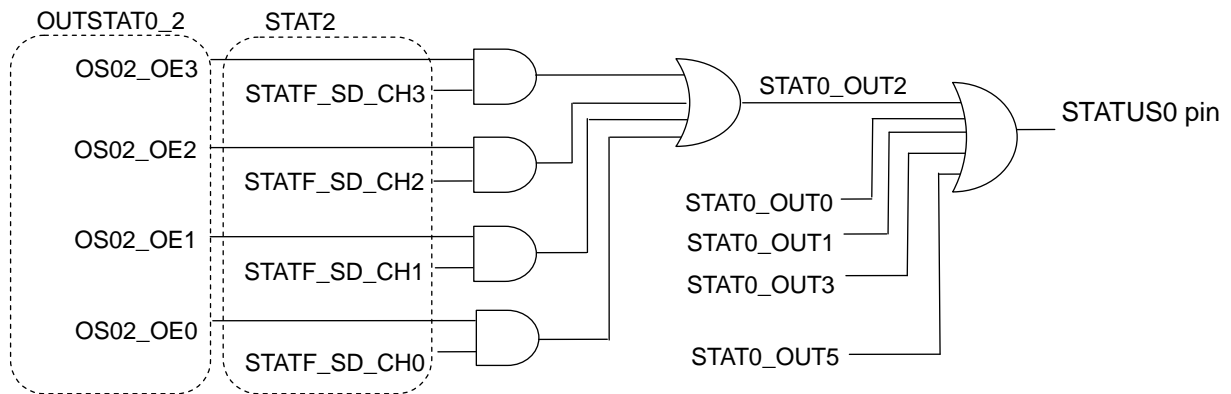 OUTSTAT0_2
STAT2
OS02_OE3
STATF_SD_CH3
OS02_OE2
STATF_SD_CH2
OS02_OE1
STATF_SD_CH1
OS02_OE0
STATF_SD_CH0
STAT0_OUT2
STATUS0 pin
STAT0_OUT0
STAT0_OUT1
STAT0_OUT3
STAT0_OUT5